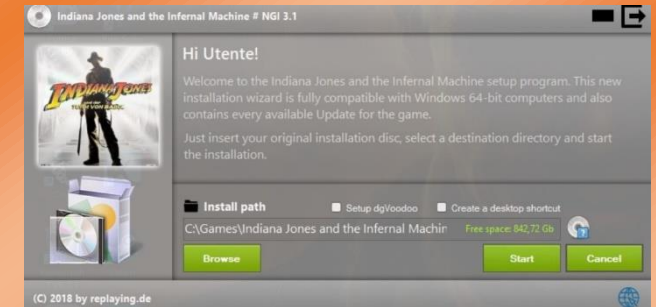 Indiana Jones and the Infernal Machine # NGI 3.1
INDIANA JONES
Hi Utente!
Welcome to the Indiana Jones and the Infernal Machine setup program. This new
installation wizard is fully compatible with Windows 64-bit computers and also
contains every available Update for the game.
Just insert your original installation disc, select a destination directory and start
the installation.
Install path
Setup dgVoodoo
Create a desktop shortcut
C:\Games\Indiana Jones and the Infernal Machin
Free space: 842,72 Gb
Browse
Start
Cancel
(C) 2018 by replaying.de